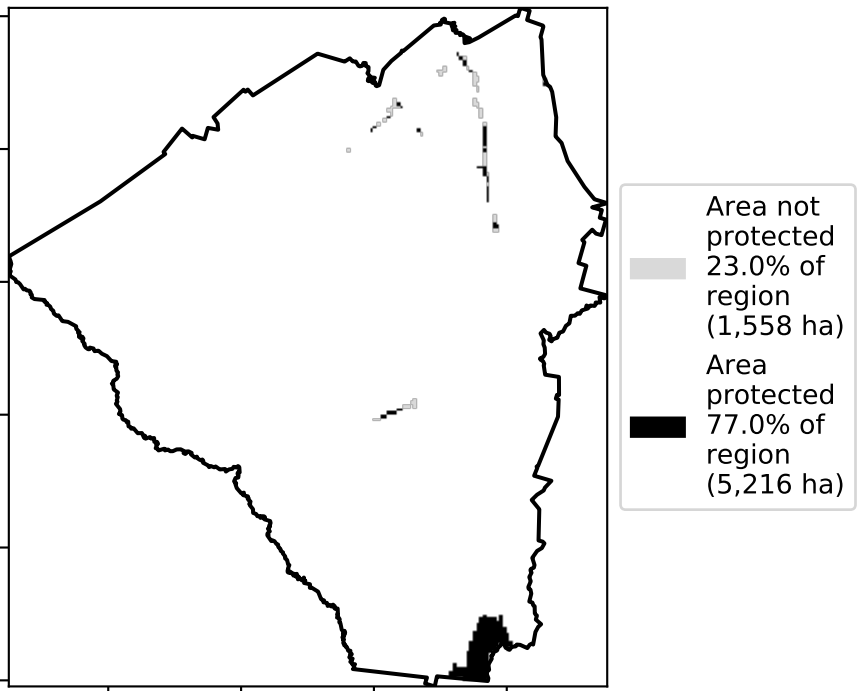 Area not
protected
23.0% of
region
(1,558 ha)
Area
protected
77.0% of
region
(5,216 ha)